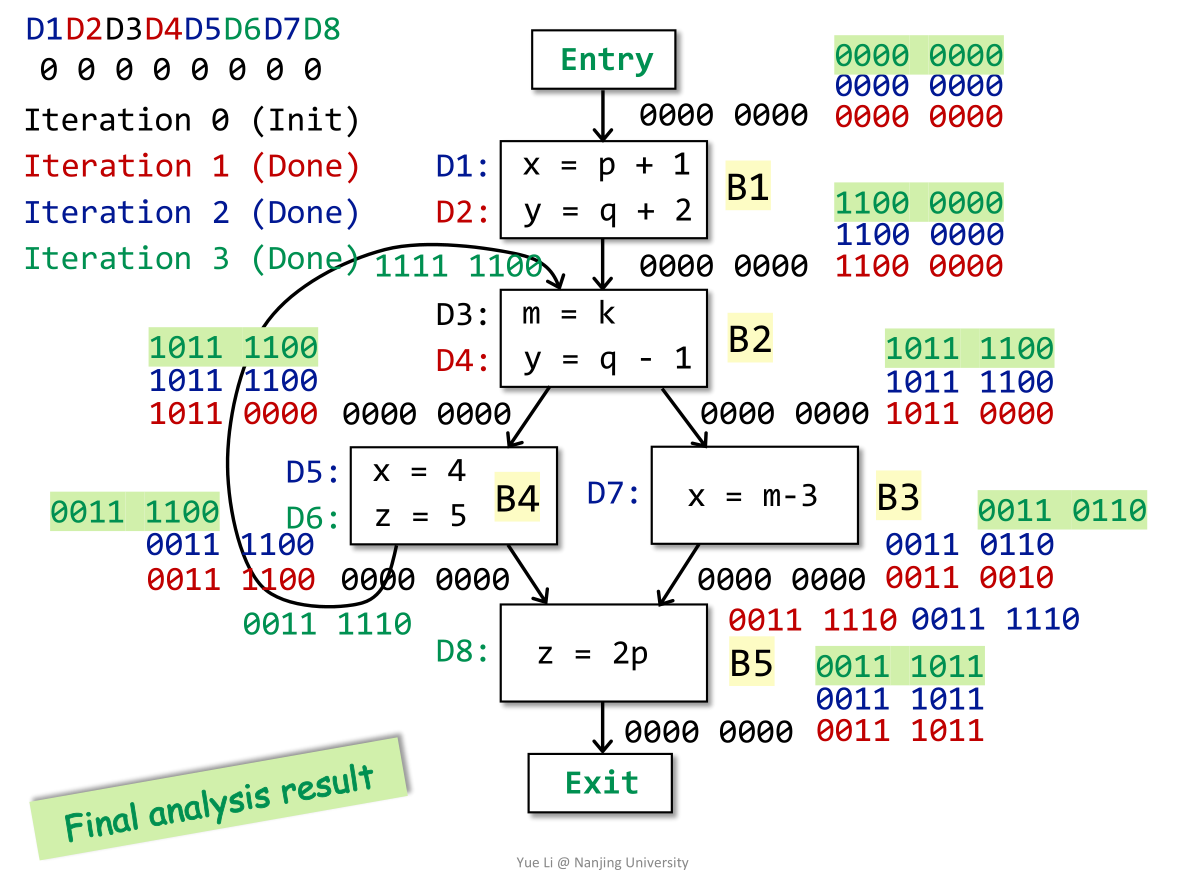 D1D2D3D4D5D6D7D8
0 0 0 0 0 0 0 0
Iteration 0 (Init)
Iteration 1 (Done)
Iteration 2 (Done)
Iteration 3 (Done)
Entry
0000 0000
0000 0000
0000 0000
0000 0000
D1: x = p + 1
D2: y = q + 2
B1
1100 0000
1100 0000
1100 0000
0000 0000
1111 1100
D3: m = k
D4: y = q - 1
B2
1011 1100
1011 1100
1011 0000
0000 0000
1011 1100
1011 1100
1011 0000
0000 0000
D5: x = 4
D6: z = 5
B4
D7: x = m-3
B3
0011 1100
0011 1100
0011 1100
0000 0000
0011 0110
0011 0110
0011 0010
0000 0000
0011 1110
0011 1110
0011 1110
D8: z = 2p
B5
0011 1011
0011 1011
0011 1011
0000 0000
Exit
Final analysis result
Yue Li @ Nanjing University